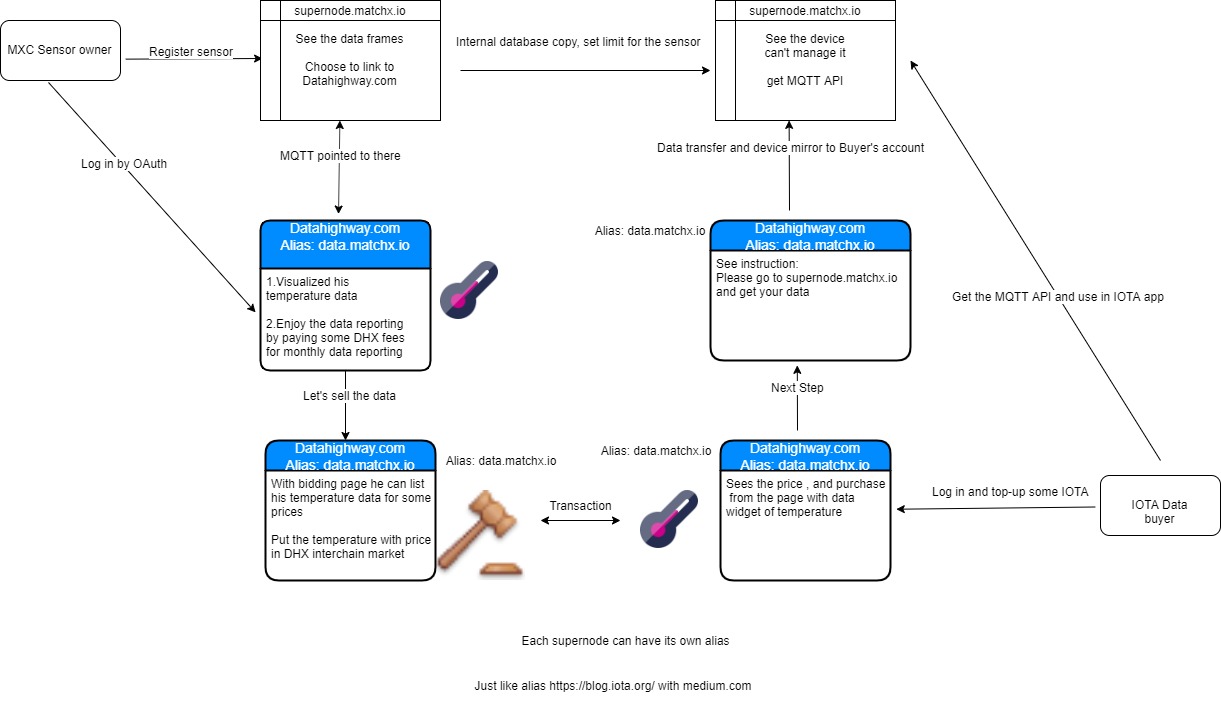 supernode.matchx.io
supernode.matchx.io
MXC Sensor owner
Register sensor
See the data frames
Choose to link to
Datahighway.com
Internal database copy, set limit for the sensor
See the device
can't manage it
get MQTT API
Log in by OAuth
MQTT pointed to there
Data transfer and device mirror to Buyer's account
Datahighway.com
Alias: data.matchx.io
1.Visualized his
temperature data
2.Enjoy the data reporting
by paying some DHX fees
for monthly data reporting
Alias: data.matchx.io
Datahighway.com
Alias: data.matchx.io
See instruction:
Please go to supernode.matchx.io
and get your data
Get the MQTT API and use in IOTA app
Let's sell the data
Next Step
Datahighway.com
Alias: data.matchx.io
With bidding page he can list
his temperature data for some
prices
Put the temperature with price
in DHX interchain market
Alias: data.matchx.io
Transaction
Alias: data.matchx.io
Datahighway.com
Alias: data.matchx.io
Sees the price , and purchase
from the page with data
widget of temperature
Log in and top-up some IOTA
IOTA Data
buyer
Each supernode can have its own alias
Just like alias https://blog.iota.org/ with medium.com